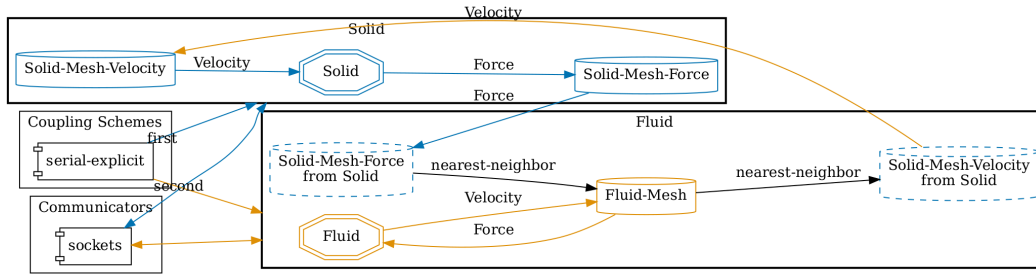 Velocity
Solid
Solid-Mesh-Velocity
Velocity
Solid
Force
Solid-Mesh-Force
Force
Coupling Schemes
first
serial-explicit
second
Communicators
sockets
Fluid
Solid-Mesh-Force
from Solid
nearest-neighbor
Velocity
Fluid-Mesh
nearest-neighbor
Solid-Mesh-Velocity
from Solid
Fluid
Force